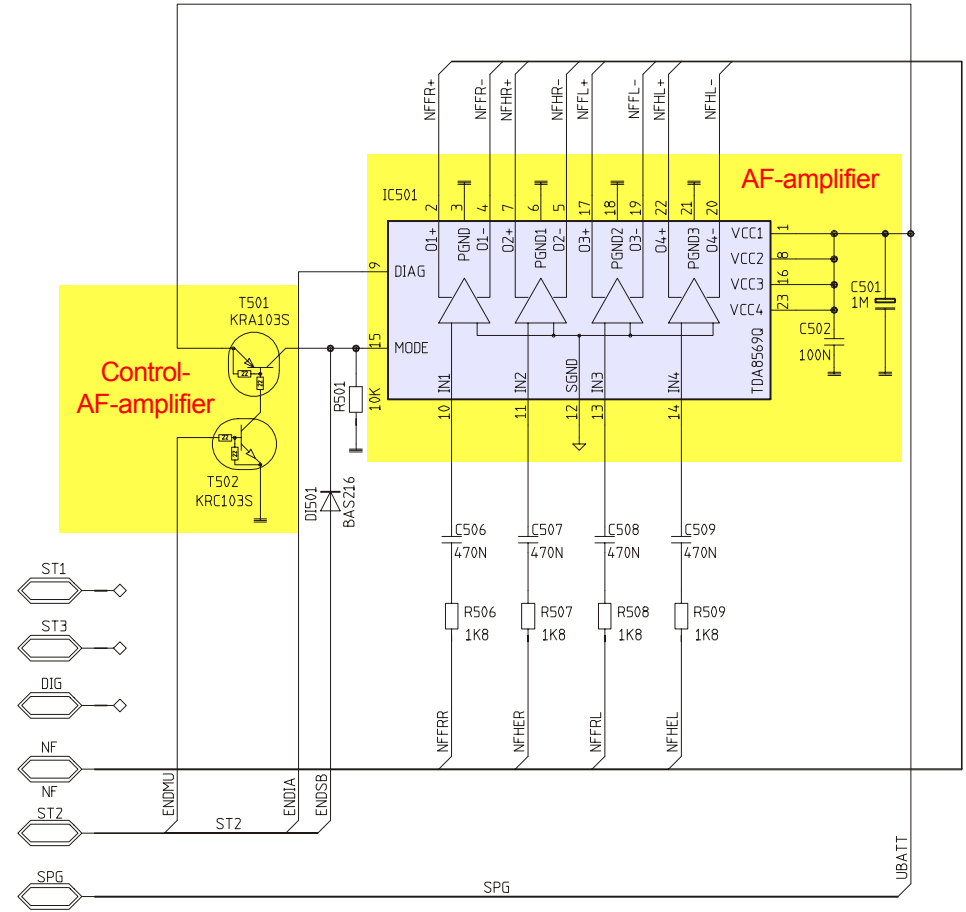 NFFR+
NFFR-
NFHR+
NFHR-
NFFL+
NFFL-
NFHL+
NFHL-
AF-amplifier
IC501
2
3
4
7
6
5
17
18
19
22
21
20
O1+
PGND
O1-
O2+
PGND1
O2-
O3+
PGND2
O3-
O4+
PGND3
O4-
VCC1
1
VCC2
8
VCC3
16
VCC4
23
9
DIAG
15
MODE
C501
1M
C502
100N
TDA8569Q
T501
KRA103S
22
22
Control-
AF-amplifier
22
22
T502
KRC103S
R501
10K
IN1
IN2
SGND
IN3
IN4
10
11
12
13
14
DI501
BAS216
C506
470N
C507
470N
C508
470N
C509
470N
R506
1K8
R507
1K8
R508
1K8
R509
1K8
ST1
ST3
DIG
NF
NF
ST2
SPG
NFFRR
NFHER
NFFRL
NFHEL
ENDMU
ENDIA
ENDSB
ST2
UBATT
SPG